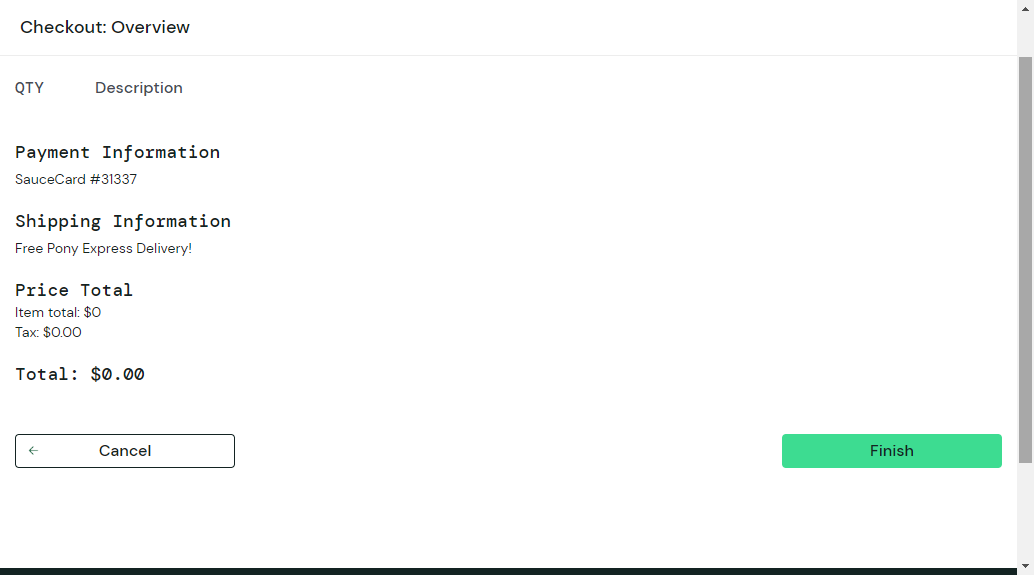 Checkout: Overview
QTY Description
Payment Information
SauceCard #31337
Shipping Information
Free Pony Express Delivery!
Price Total
Item total: $0
Tax: $0.00
Total: $0.00
Cancel Finish